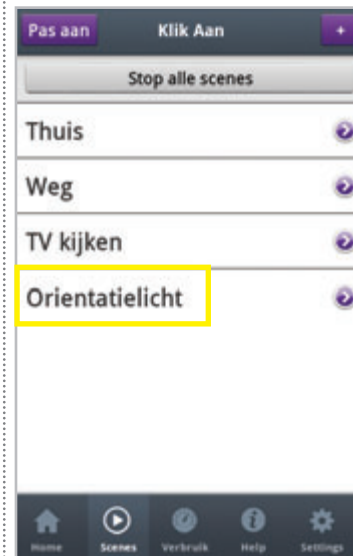 Pas aan Klik Aan +
Stop alle scenes
Thuis
Weg
TV kijken
Orientatielicht
Home Scenes Verbruik Help Settings